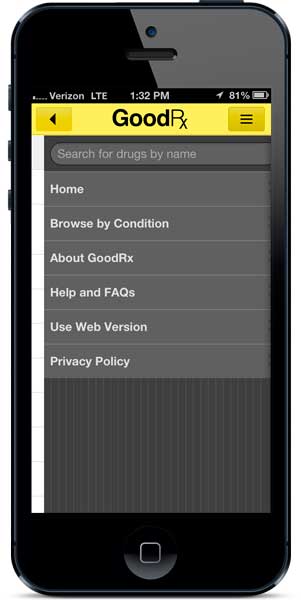 Verizon LTE 1:32 PM 81%
GoodRx
Search for drugs by name
Home
Browse by Condition
About GoodRx
Help and FAQs
Use Web Version
Privacy Policy